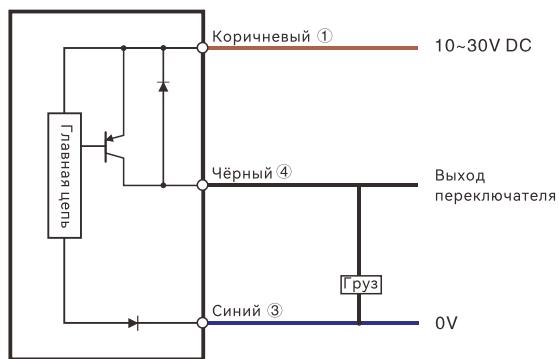 Коричневый ①
10~30V DC
Главная цепь
Чёрный ④
Выход
переключателя
Груз
Синий ③
0V